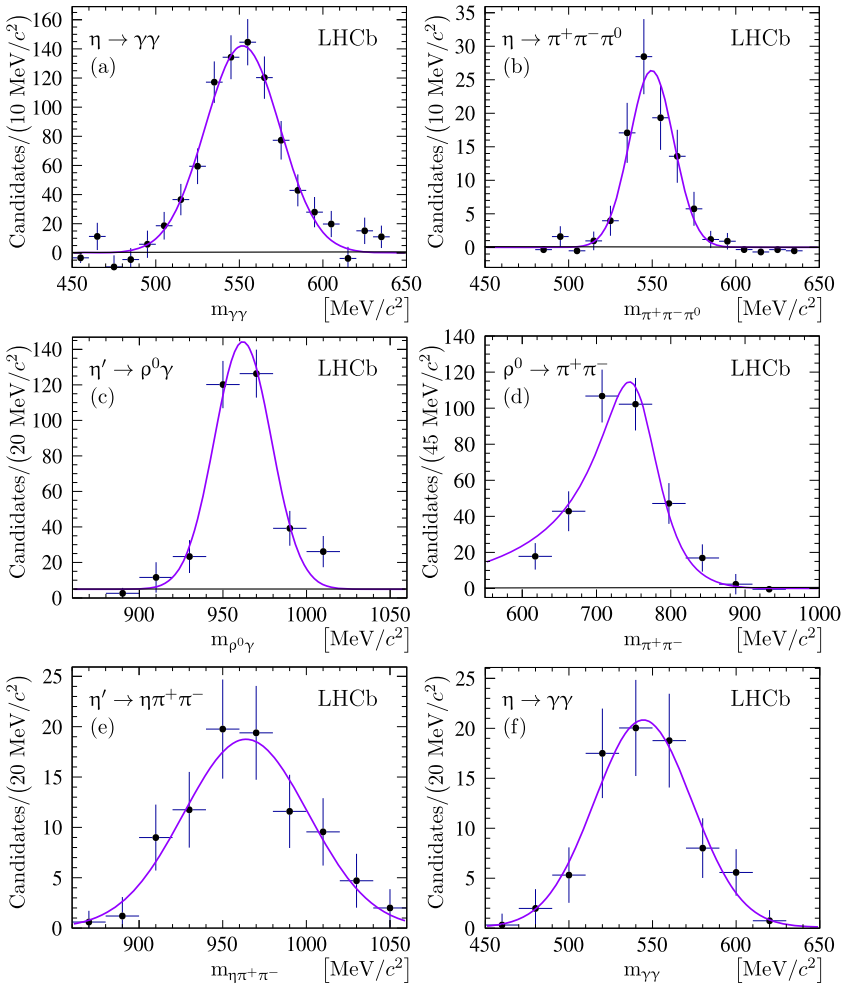 Candidates/(10 MeV/c²)
160
140
120
100
80
60
40
20
0
η → γγ
LHCb
(a)
450 500 550 600 650
m_γγ [MeV/c²]
Candidates/(10 MeV/c²)
35
30
25
20
15
10
5
0
η → π⁺π⁻π⁰
LHCb
(b)
450 500 550 600 650
m_π⁺π⁻π⁰ [MeV/c²]
Candidates/(20 MeV/c²)
140
120
100
80
60
40
20
0
η′ → ρ⁰γ
LHCb
(c)
900 950 1000 1050
m_ρ⁰γ [MeV/c²]
Candidates/(45 MeV/c²)
140
120
100
80
60
40
20
0
ρ⁰ → π⁺π⁻
LHCb
(d)
600 700 800 900 1000
m_π⁺π⁻ [MeV/c²]
Candidates/(20 MeV/c²)
25
20
15
10
5
0
η′ → ηπ⁺π⁻
LHCb
(e)
900 950 1000 1050
m_ηπ⁺π⁻ [MeV/c²]
Candidates/(20 MeV/c²)
25
20
15
10
5
0
η → γγ
LHCb
(f)
450 500 550 600 650
m_γγ [MeV/c²]